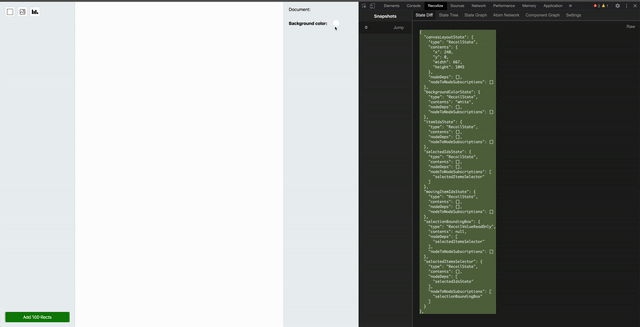 Document:
Background color:
Add 100 Rects
Elements
Console
Recoilize
Sources
Network
Performance
Memory
Application
Snapshots
State Diff
State Tree
State Graph
Atom Network
Component Graph
Settings
0
Jump
Raw
{
"canvasLayoutState": {
"type": "RecoilState",
"contents": {
"x": 240,
"y": 0,
"width": 667,
"height": 1045
},
"nodeDeps": [],
"nodeToNodeSubscriptions": []
},
"backgroundColorState": {
"type": "RecoilState",
"contents": "white",
"nodeDeps": [],
"nodeToNodeSubscriptions": []
},
"itemIdsState": {
"type": "RecoilState",
"contents": [],
"nodeDeps": [],
"nodeToNodeSubscriptions": []
},
"selectedIdsState": {
"type": "RecoilState",
"contents": [],
"nodeDeps": [],
"nodeToNodeSubscriptions": [
"selectedItemsSelector"
]
},
"movingItemIdsState": {
"type": "RecoilState",
"contents": [],
"nodeDeps": [],
"nodeToNodeSubscriptions": []
},
"selectionBoundingBox": {
"type": "RecoilValueReadOnly",
"contents": null,
"nodeDeps": [
"selectedItemsSelector"
],
"nodeToNodeSubscriptions": []
},
"selectedItemsSelector": {
"type": "RecoilState",
"contents": [],
"nodeDeps": [
"selectedIdsState"
],
"nodeToNodeSubscriptions": [
"selectionBoundingBox"
]
}
},